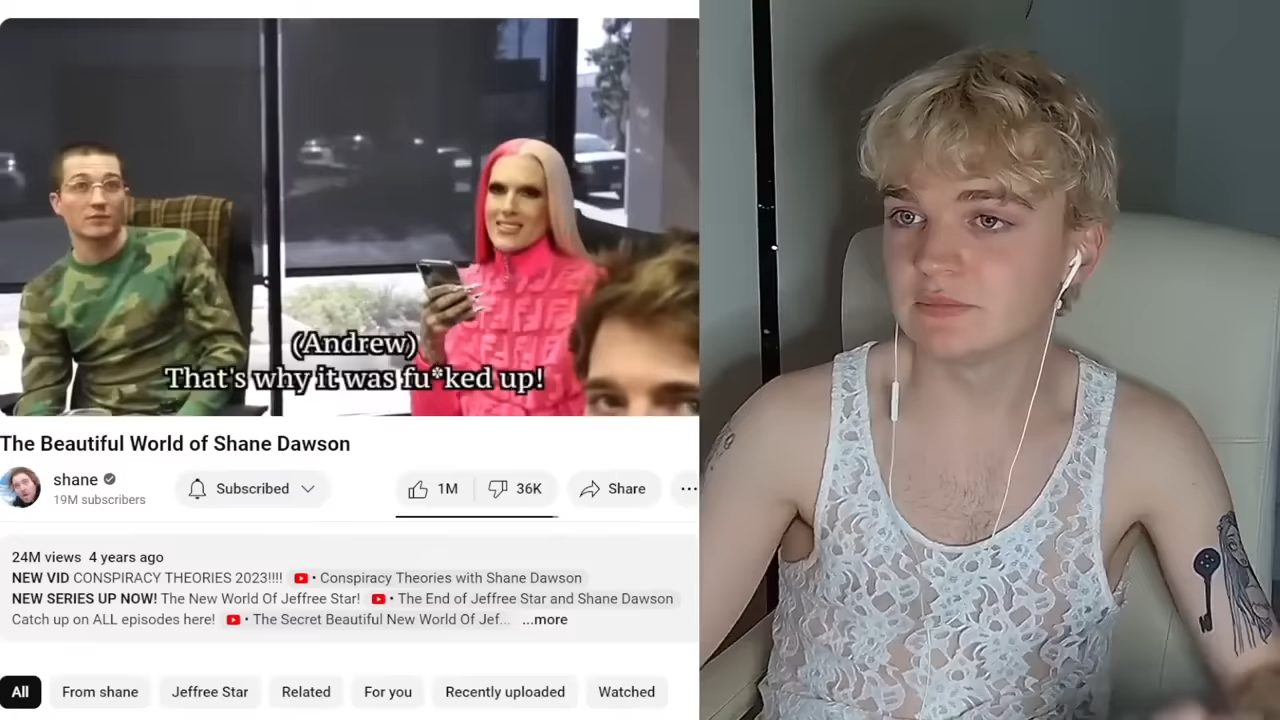 (Andrew)
That's why it was fu*ked up!
The Beautiful World of Shane Dawson
shane
19M subscribers
Subscribed
1M
36K
Share
24M views 4 years ago
NEW VID CONSPIRACY THEORIES 2023!!!! • Conspiracy Theories with Shane Dawson
NEW SERIES UP NOW! The New World Of Jeffree Star! • The End of Jeffree Star and Shane Dawson
Catch up on ALL episodes here! • The Secret Beautiful New World Of Jef... ...more
All From shane Jeffree Star Related For you Recently uploaded Watched